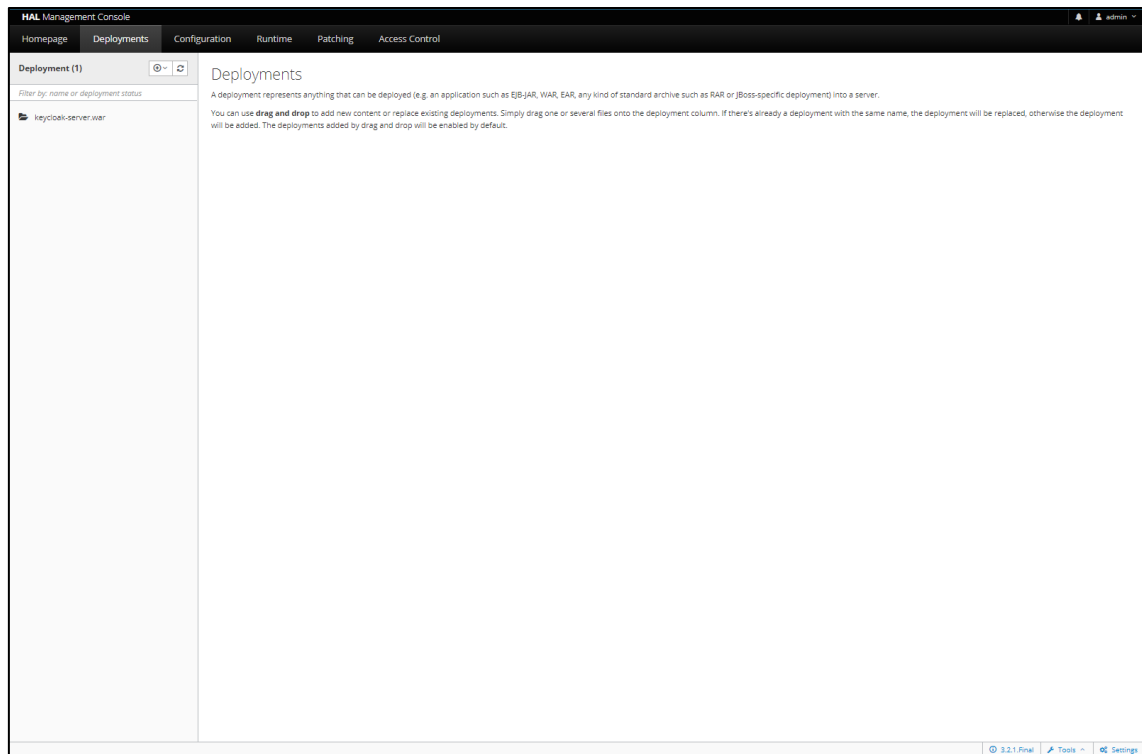 HAL Management Console
admin
Homepage Deployments Configuration Runtime Patching Access Control
Deployment (1)
Filter by: name or deployment status
keycloak-server.war
Deployments
A deployment represents anything that can be deployed (e.g. an application such as EJB-JAR, WAR, EAR, any kind of standard archive such as RAR or JBoss-specific deployment) into a server.
You can use drag and drop to add new content or replace existing deployments. Simply drag one or several files onto the deployment column. If there's already a deployment with the same name, the deployment will be replaced, otherwise the deployment
will be added. The deployments added by drag and drop will be enabled by default.
3.2.1.Final Tools Settings